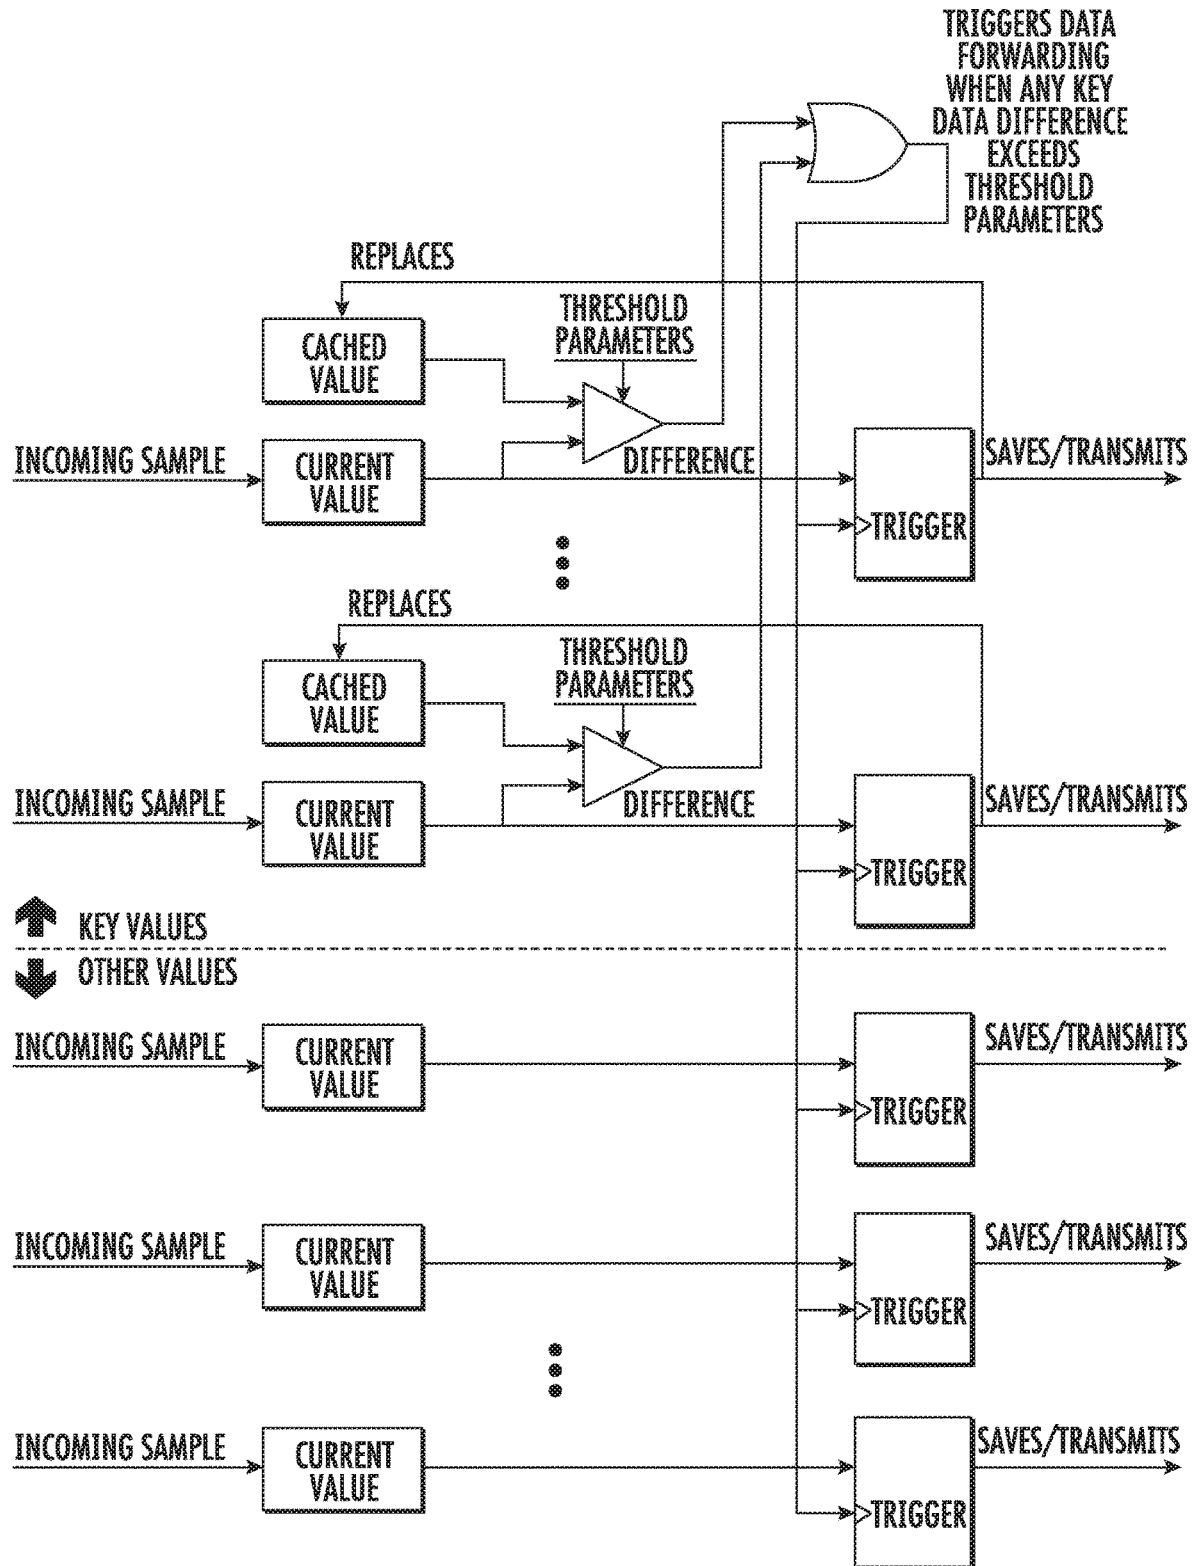 TRIGGERS DATA
FORWARDING
WHEN ANY KEY
DATA DIFFERENCE
EXCEEDS
THRESHOLD
PARAMETERS
REPLACES
THRESHOLD
PARAMETERS
CACHED
VALUE
INCOMING SAMPLE
CURRENT
VALUE
DIFFERENCE
SAVES/TRANSMITS
TRIGGER
REPLACES
THRESHOLD
PARAMETERS
CACHED
VALUE
INCOMING SAMPLE
CURRENT
VALUE
DIFFERENCE
SAVES/TRANSMITS
TRIGGER
KEY VALUES
OTHER VALUES
INCOMING SAMPLE
CURRENT
VALUE
SAVES/TRANSMITS
TRIGGER
INCOMING SAMPLE
CURRENT
VALUE
SAVES/TRANSMITS
TRIGGER
INCOMING SAMPLE
CURRENT
VALUE
SAVES/TRANSMITS
TRIGGER